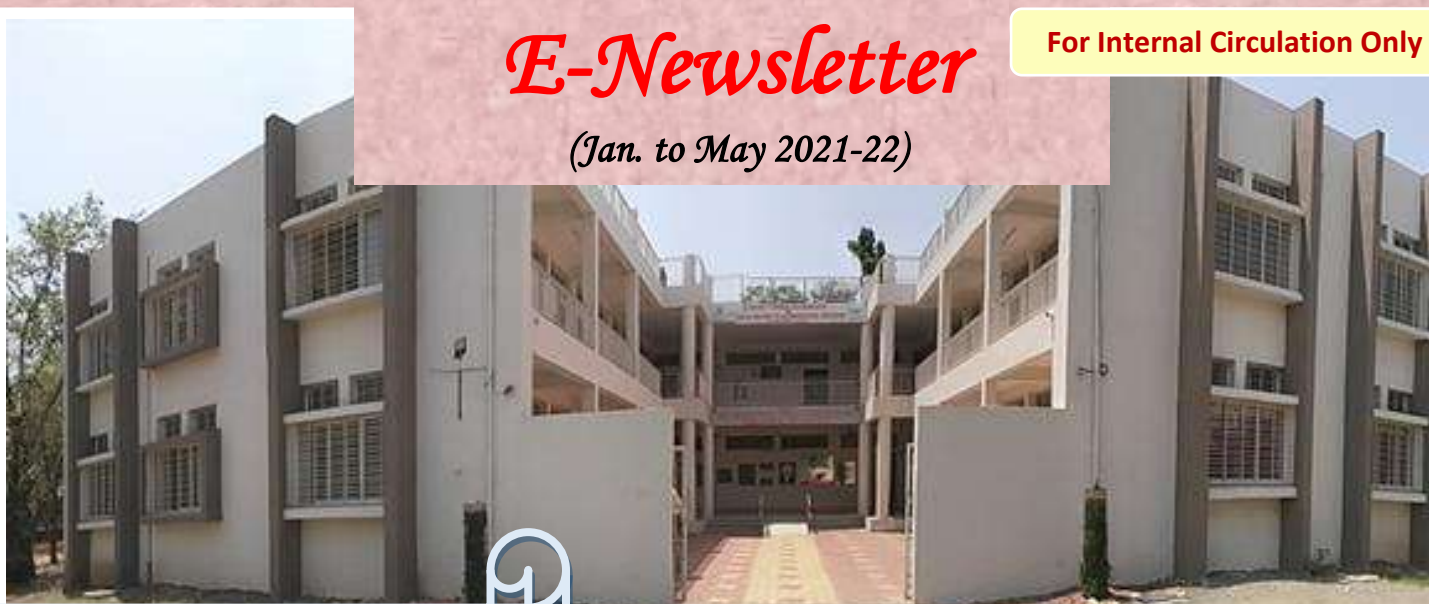 E-Newsletter
For Internal Circulation Only
(Jan. to May 2021-22)